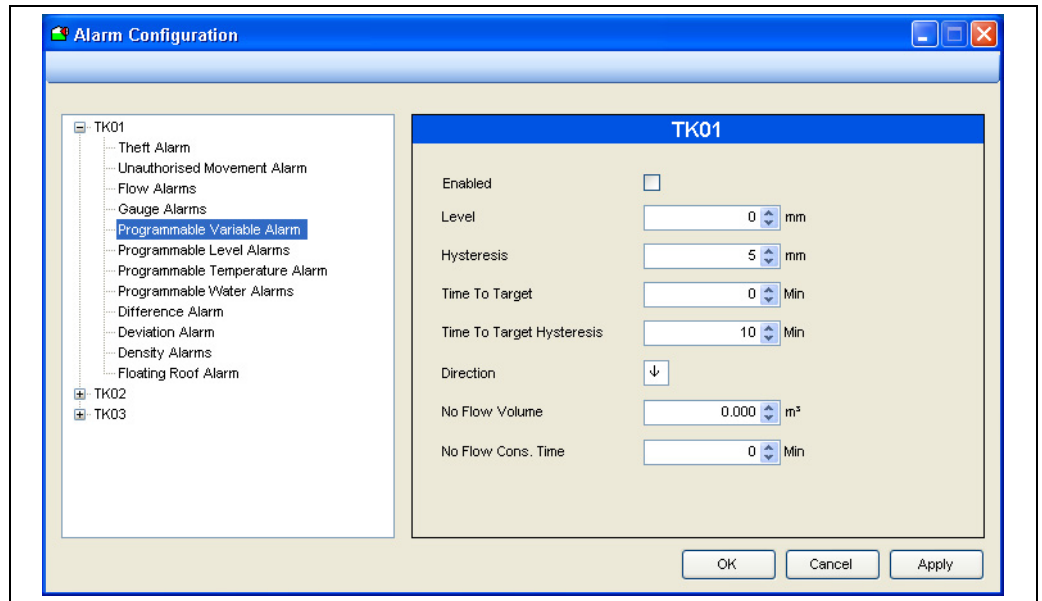 Alarm Configuration
TK01
Theft Alarm
Unauthorised Movement Alarm
Flow Alarms
Gauge Alarms
Programmable Variable Alarm
Programmable Level Alarms
Programmable Temperature Alarm
Programmable Water Alarms
Difference Alarm
Deviation Alarm
Density Alarms
Floating Roof Alarm
TK02
TK03
TK01
Enabled
Level 0 mm
Hysteresis 5 mm
Time To Target 0 Min
Time To Target Hysteresis 10 Min
Direction
No Flow Volume 0.000 m³
No Flow Cons. Time 0 Min
OK Cancel Apply